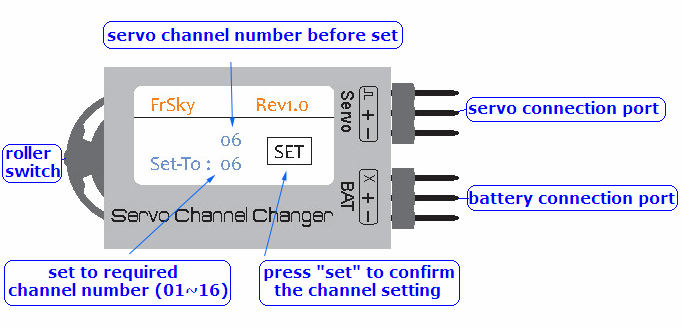 servo channel number before set
FrSky Rev1.0
06
Set-To : 06
SET
Servo
+
−
BAT
X
+
−
Servo Channel Changer
roller
switch
servo connection port
battery connection port
set to required
channel number (01~16)
press "set" to confirm
the channel setting